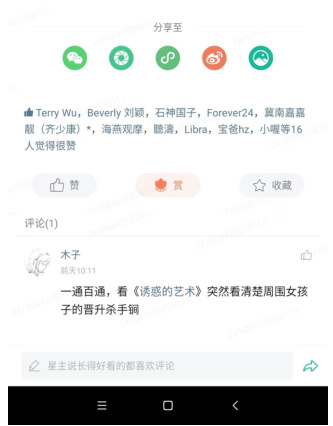 分享至
Terry Wu，Beverly 刘颖，石神国子，Forever24，冀南嘉嘉
靓（齐少康）*，海燕观摩，聽濤，Libra，宝爸hz，小喔等16
人觉得很赞
赞
赏
收藏
评论(1)
木子
前天10:11
一通百通，看《诱惑的艺术》突然看清楚周围女孩
子的晋升杀手锏
星主说长得好看的都喜欢评论